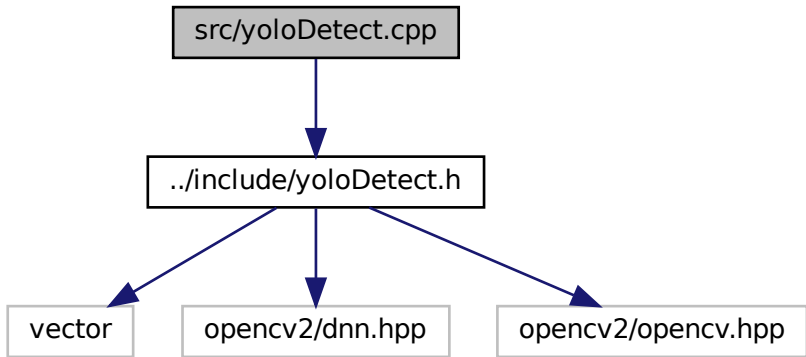 src/yoloDetect.cpp
../include/yoloDetect.h
vector
opencv2/dnn.hpp
opencv2/opencv.hpp